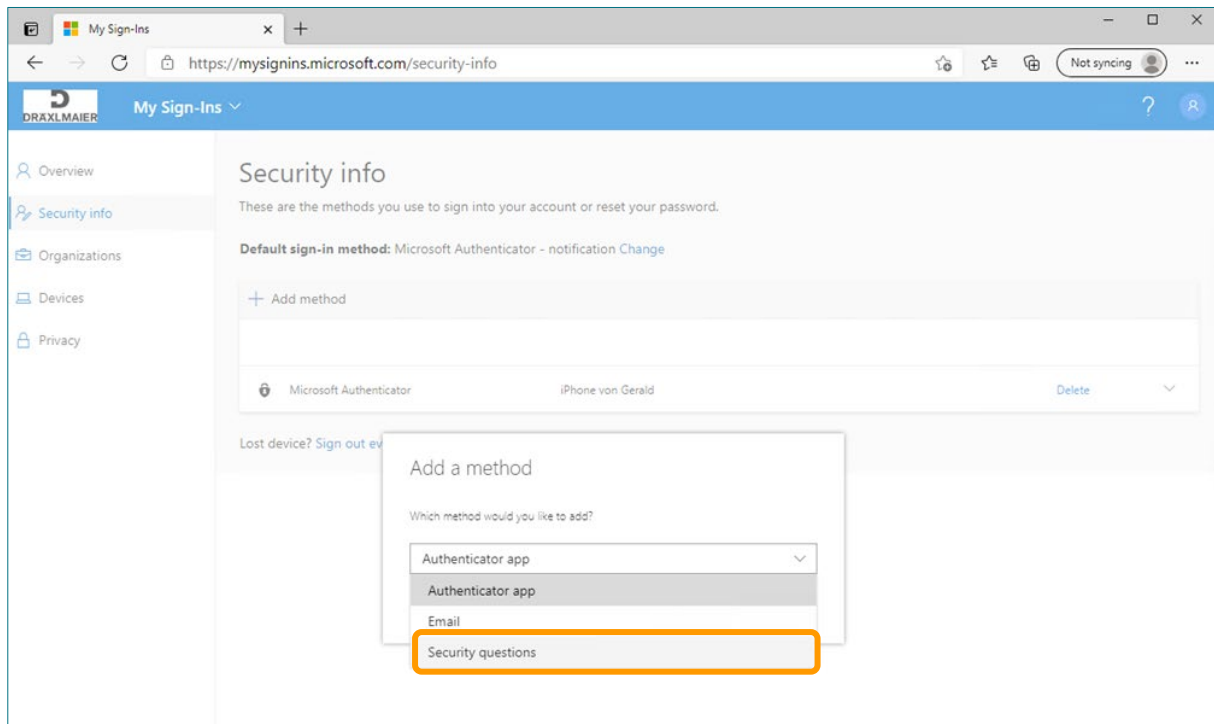 My Sign-Ins
https://mysignins.microsoft.com/security-info
Not syncing
DRÄXLMAIER
My Sign-Ins
?
Overview
Security info
Organizations
Devices
Privacy
Security info
These are the methods you use to sign into your account or reset your password.
Default sign-in method: Microsoft Authenticator - notification Change
Add method
Microsoft Authenticator iPhone von Gerald Delete
Lost device? Sign out ev
Add a method
Which method would you like to add?
Authenticator app
Authenticator app
Email
Security questions